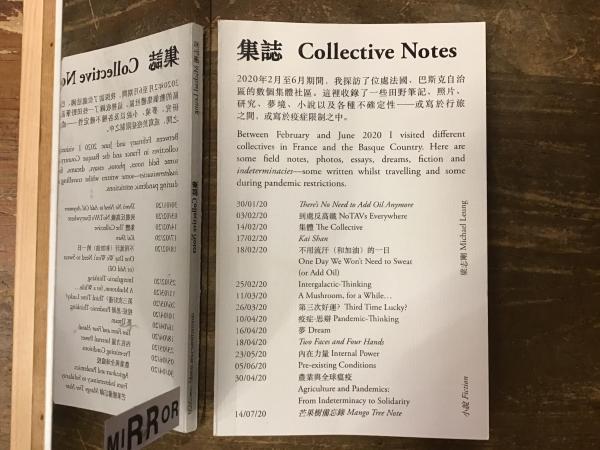 集誌 Collective Notes
2020年2月至6月期間，我探訪了位處法國、巴斯克自治
區的數個集體社區。這裡收錄了一些田野筆記、照片、
研究、夢境、小說以及各種不確定性——或寫於行旅
之間，或寫於疫症限制之中。
Between February and June 2020 I visited different
collectives in France and the Basque Country. Here are
some field notes, photos, essays, dreams, fiction and
indeterminacies—some written whilst travelling and some
during pandemic restrictions.
30/01/20 There's No Need to Add Oil Anymore
03/02/20 到處反高鐵 NoTAVs Everywhere
14/02/20 集體 The Collective
17/02/20 Kai Shan
18/02/20 不用流汗（和加油）的一日
One Day We Won't Need to Sweat
(or Add Oil)
25/02/20 Intergalactic-Thinking
11/03/20 A Mushroom, for a While…
26/03/20 第三次好運? Third Time Lucky?
10/04/20 疫症-思辯 Pandemic-Thinking
16/04/20 夢 Dream
18/04/20 Two Faces and Four Hands
23/05/20 內在力量 Internal Power
05/06/20 Pre-existing Conditions
30/04/20 農業與全球瘟疫
Agriculture and Pandemics:
From Indeterminacy to Solidarity
14/07/20 芒果樹備忘錄 Mango Tree Note
梁志剛 Michael Leung
小說 Fiction
MIRROR